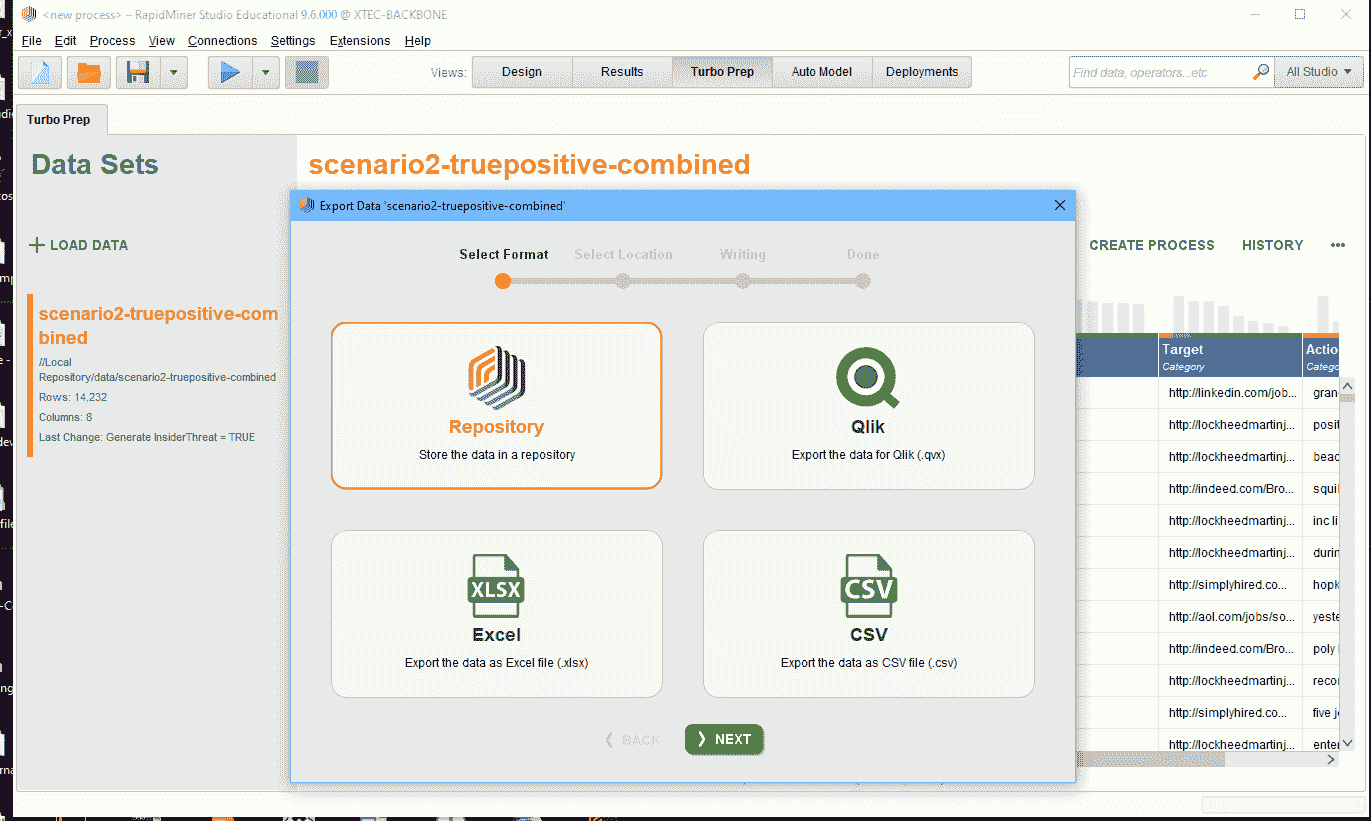 <new process> – RapidMiner Studio Educational 9.6.000 @ XTEC-BACKBONE
File Edit Process View Connections Settings Extensions Help
Views: Design Results Turbo Prep Auto Model Deployments
Find data, operators...etc
All Studio
Turbo Prep
Data Sets
scenario2-truepositive-combined
LOAD DATA
CREATE PROCESS HISTORY •••
scenario2-truepositive-com
bined
//Local
Repository/data/scenario2-truepositive-combined
Rows: 14,232
Columns: 8
Last Change: Generate InsiderThreat = TRUE
Export Data 'scenario2-truepositive-combined'
Select Format Select Location Writing Done
Repository
Store the data in a repository
Qlik
Export the data for Qlik (.qvx)
XLSX
Excel
Export the data as Excel file (.xlsx)
CSV
CSV
Export the data as CSV file (.csv)
BACK NEXT
Target Actio
Category Catego
http://linkedin.com/job... gran
http://lockheedmartinj... posit
http://lockheedmartinj... beac
http://indeed.com/Bro... squi
http://lockheedmartinj... inc li
http://lockheedmartinj... durin
http://simplyhired.co... hopk
http://aol.com/jobs/so... yeste
http://indeed.com/Bro... poly
http://lockheedmartinj... recor
http://simplyhired.co... five j
http://lockheedmartinj... enter